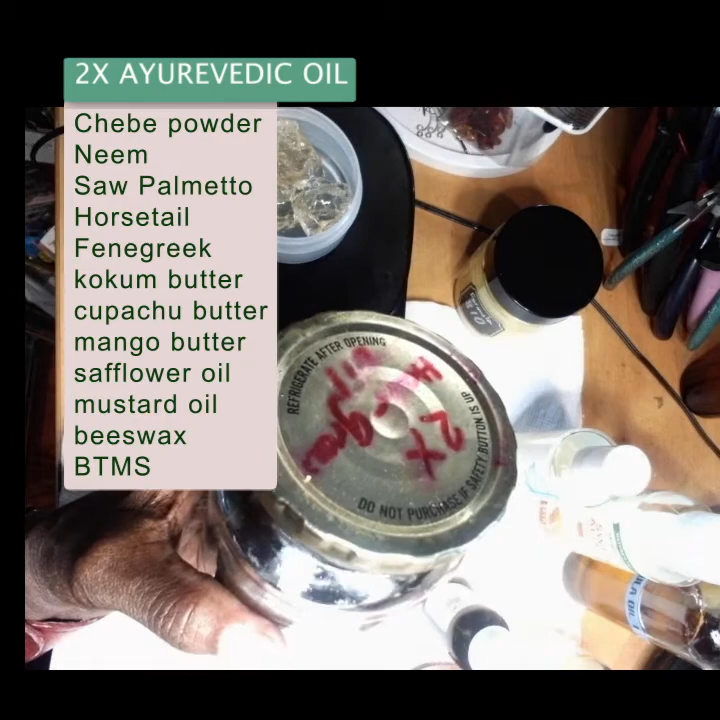 2X AYUREVEDIC OIL
Chebe powder
Neem
Saw Palmetto
Horsetail
Fenegreek
kokum butter
cupachu butter
mango butter
safflower oil
mustard oil
beeswax
BTMS
REFRIGERATE AFTER OPENING
2X
DO NOT PURCHASE IF SAFETY BUTTON IS UP